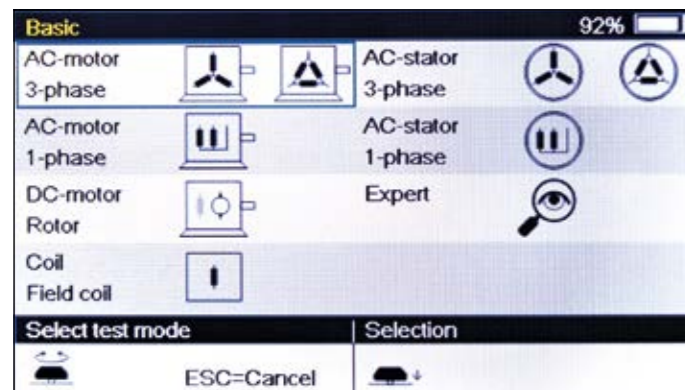 Basic 92%
AC-motor
3-phase
AC-stator
3-phase
AC-motor
1-phase
AC-stator
1-phase
DC-motor
Rotor
Expert
Coil
Field coil
Select test mode
Selection
ESC=Cancel